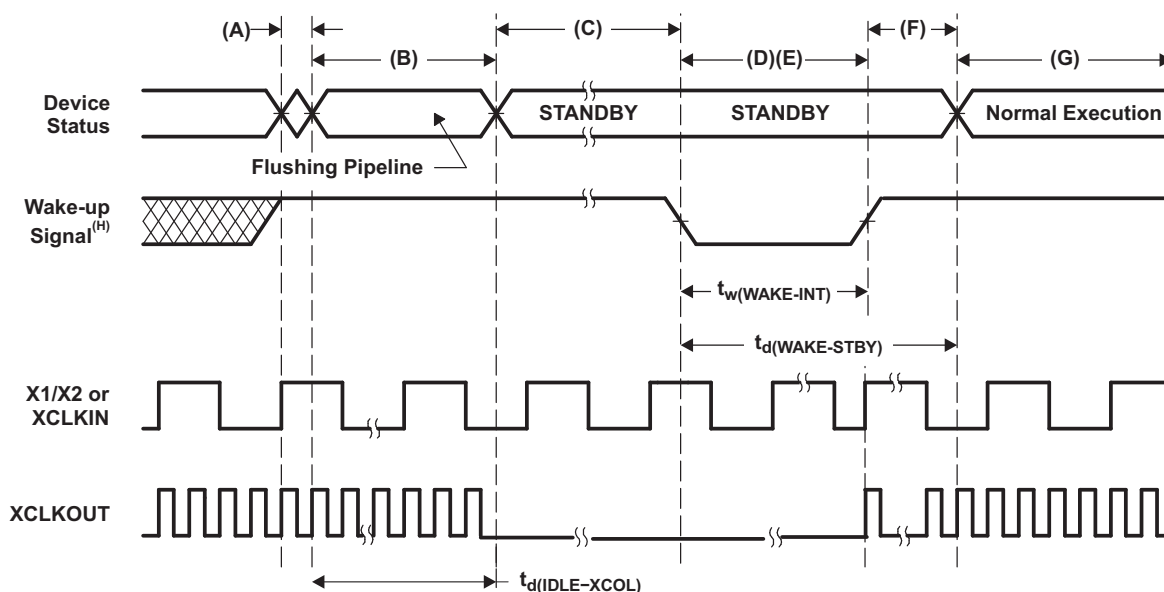 (A)
(C)
(F)
(B)
(D)(E)
(G)
Device
Status
STANDBY
STANDBY
Normal Execution
Flushing Pipeline
Wake-up
Signal(H)
tw(WAKE-INT)
td(WAKE-STBY)
X1/X2 or
XCLKIN
XCLKOUT
td(IDLE−XCOL)